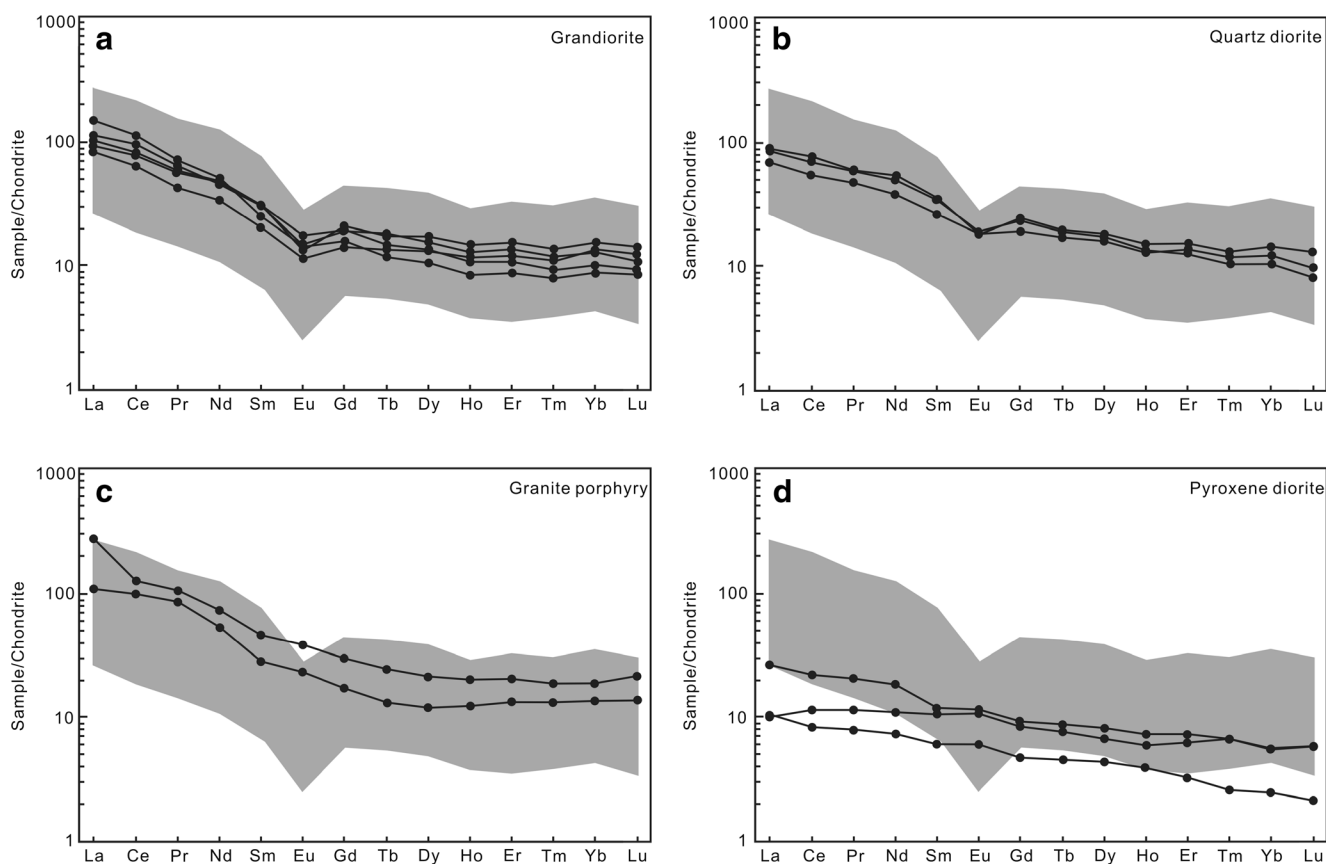 1000
a
Grandiorite
100
Sample/Chondrite
10
1
La Ce Pr Nd Sm Eu Gd Tb Dy Ho Er Tm Yb Lu
1000
b
Quartz diorite
100
Sample/Chondrite
10
1
La Ce Pr Nd Sm Eu Gd Tb Dy Ho Er Tm Yb Lu
1000
c
Granite porphyry
100
Sample/Chondrite
10
1
La Ce Pr Nd Sm Eu Gd Tb Dy Ho Er Tm Yb Lu
1000
d
Pyroxene diorite
100
Sample/Chondrite
10
1
La Ce Pr Nd Sm Eu Gd Tb Dy Ho Er Tm Yb Lu